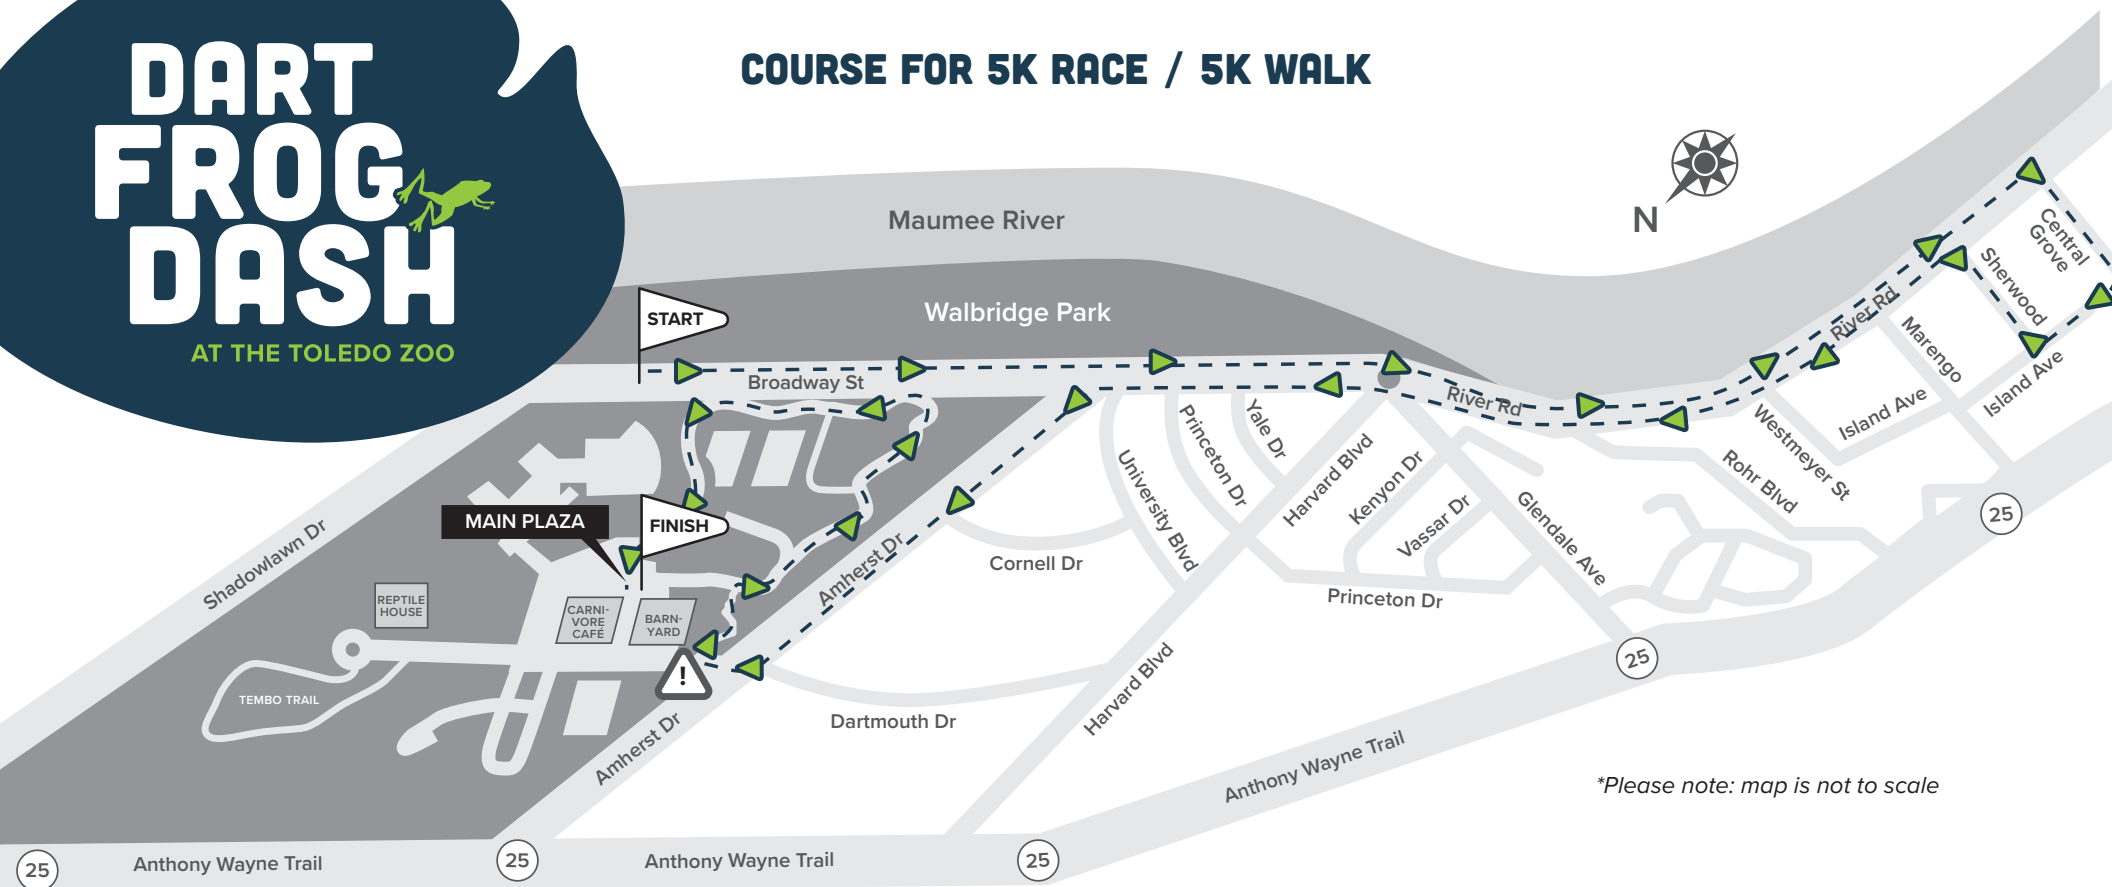 DART
FROG
DASH
AT THE TOLEDO ZOO
COURSE FOR 5K RACE / 5K WALK
N
Maumee River
Walbridge Park
START
Broadway St
River Rd
River Rd
Central
Grove
Sherwood
Marengo
Island Ave
Island Ave
Westmeyer St
Rohr Blvd
Glendale Ave
Yale Dr
Princeton Dr
University Blvd
Harvard Blvd
Kenyon Dr
Vassar Dr
Princeton Dr
Cornell Dr
Amherst Dr
Shadowlawn Dr
MAIN PLAZA
FINISH
REPTILE
HOUSE
CARNI-
VORE
CAFÉ
BARN-
YARD
!
TEMBO TRAIL
Amherst Dr
Dartmouth Dr
Harvard Blvd
Anthony Wayne Trail
25
25
*Please note: map is not to scale
25
Anthony Wayne Trail
25
Anthony Wayne Trail
25